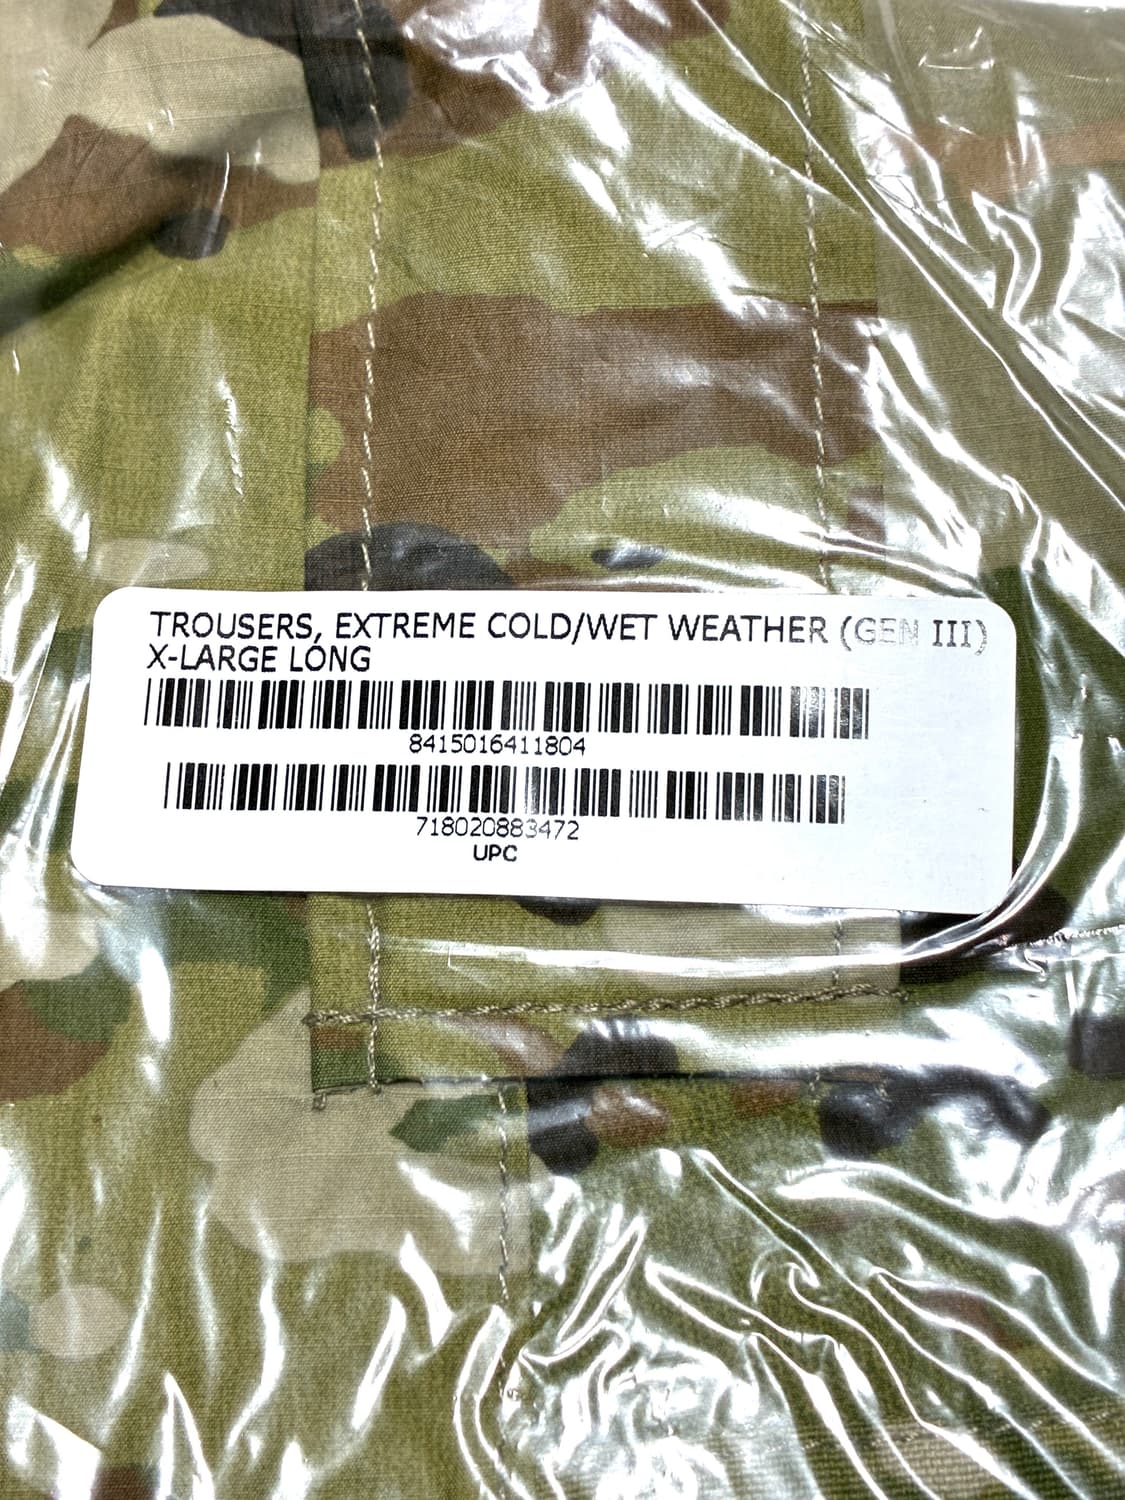 TROUSERS, EXTREME COLD/WET WEATHER (GEN III)
X-LARGE LONG
8415016411804
718020883472
UPC